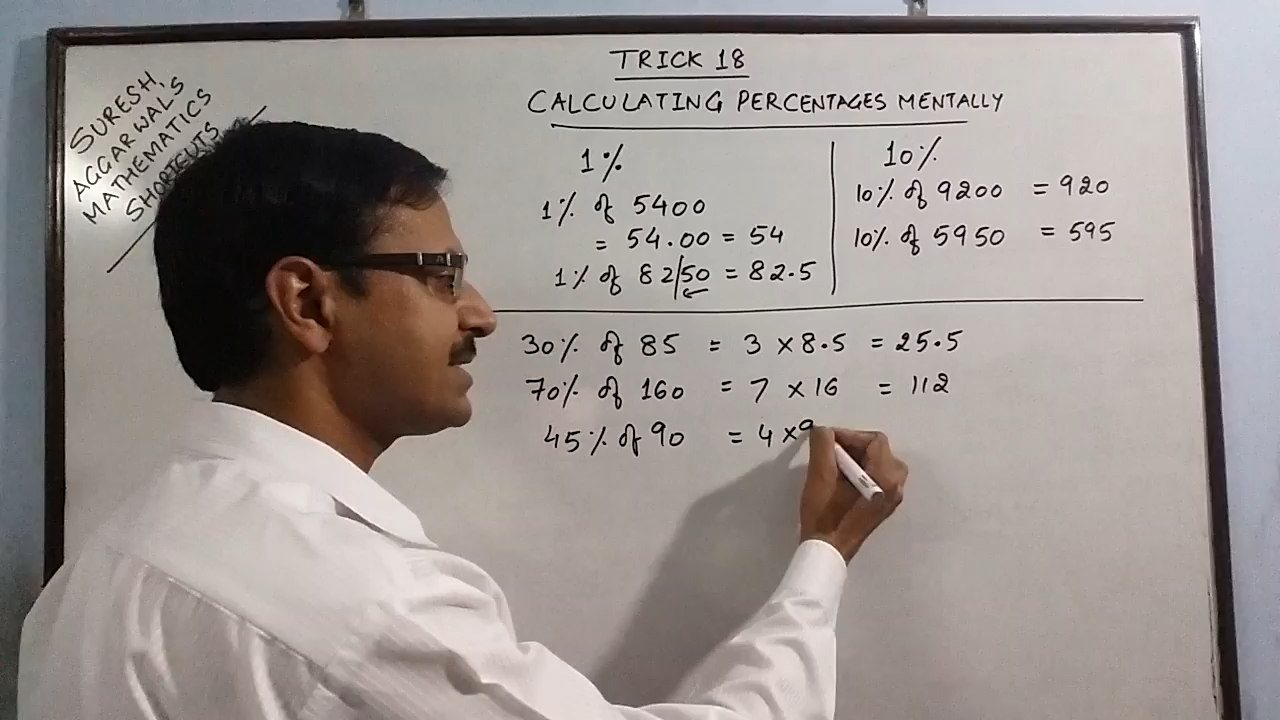 SURESH
AGGARWAL'S
MATHEMATICS
SHORTCUTS
TRICK 18
CALCULATING PERCENTAGES MENTALLY
1%
1% of 5400
= 54.00 = 54
1% of 82/50 = 82.5
10%
10% of 9200 = 920
10% of 5950 = 595
30% of 85 = 3 × 8.5 = 25.5
70% of 160 = 7 × 16 = 112
45% of 90 = 4 × 9